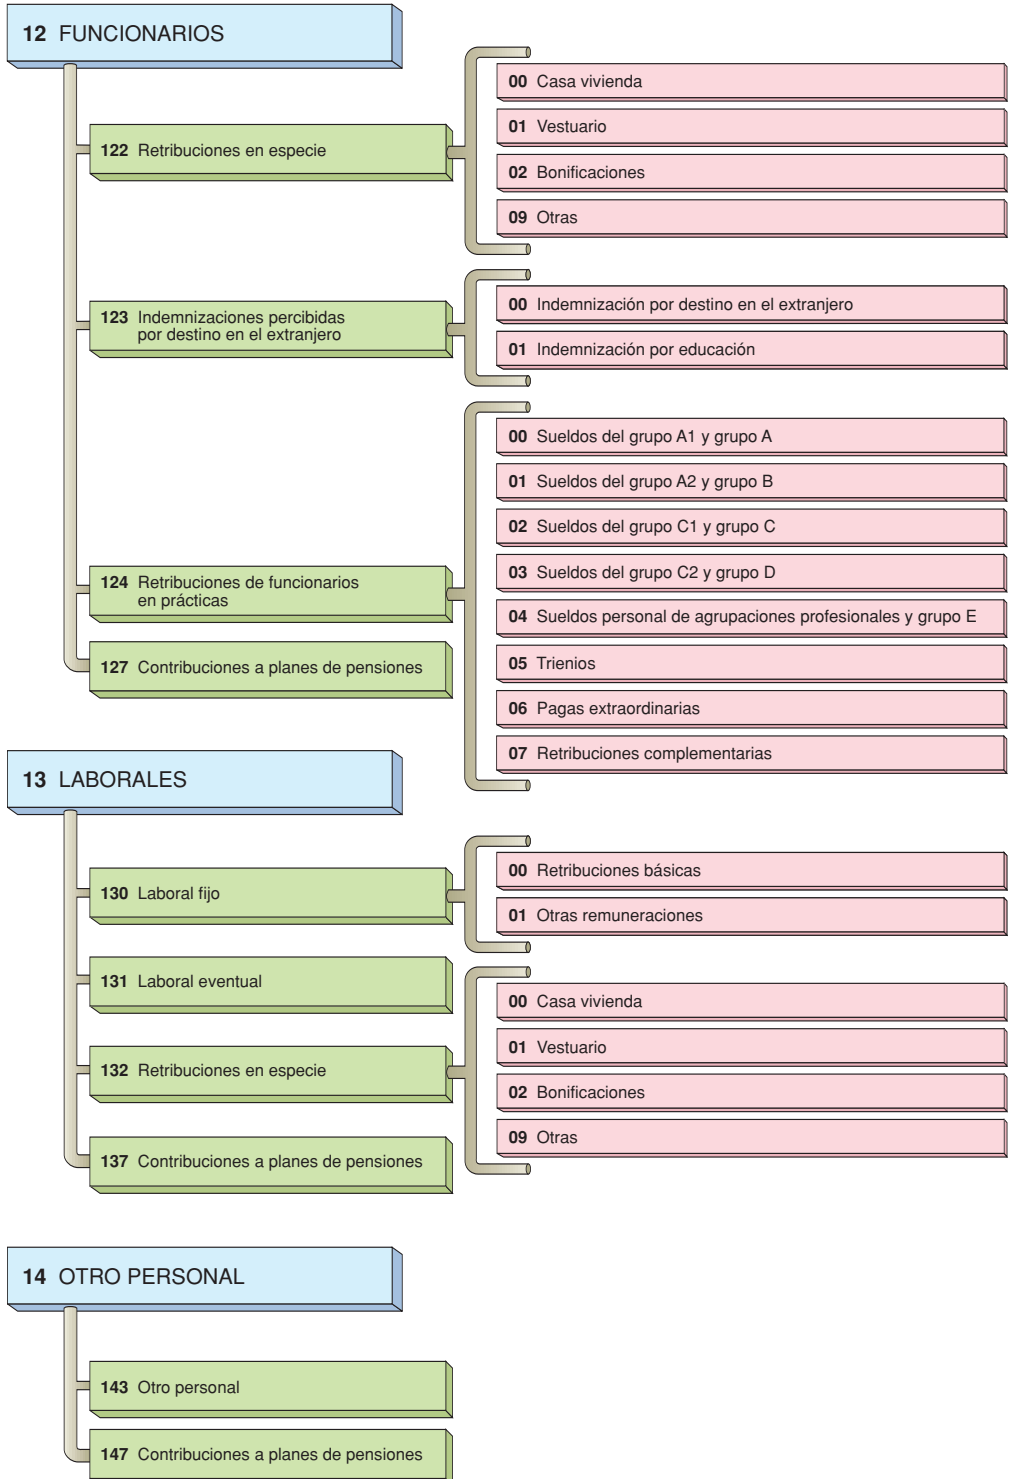 12 FUNCIONARIOS
122 Retribuciones en especie
00 Casa vivienda
01 Vestuario
02 Bonificaciones
09 Otras
123 Indemnizaciones percibidas
por destino en el extranjero
00 Indemnización por destino en el extranjero
01 Indemnización por educación
124 Retribuciones de funcionarios
en prácticas
00 Sueldos del grupo A1 y grupo A
01 Sueldos del grupo A2 y grupo B
02 Sueldos del grupo C1 y grupo C
03 Sueldos del grupo C2 y grupo D
04 Sueldos personal de agrupaciones profesionales y grupo E
05 Trienios
06 Pagas extraordinarias
07 Retribuciones complementarias
127 Contribuciones a planes de pensiones
13 LABORALES
130 Laboral fijo
00 Retribuciones básicas
01 Otras remuneraciones
131 Laboral eventual
132 Retribuciones en especie
00 Casa vivienda
01 Vestuario
02 Bonificaciones
09 Otras
137 Contribuciones a planes de pensiones
14 OTRO PERSONAL
143 Otro personal
147 Contribuciones a planes de pensiones